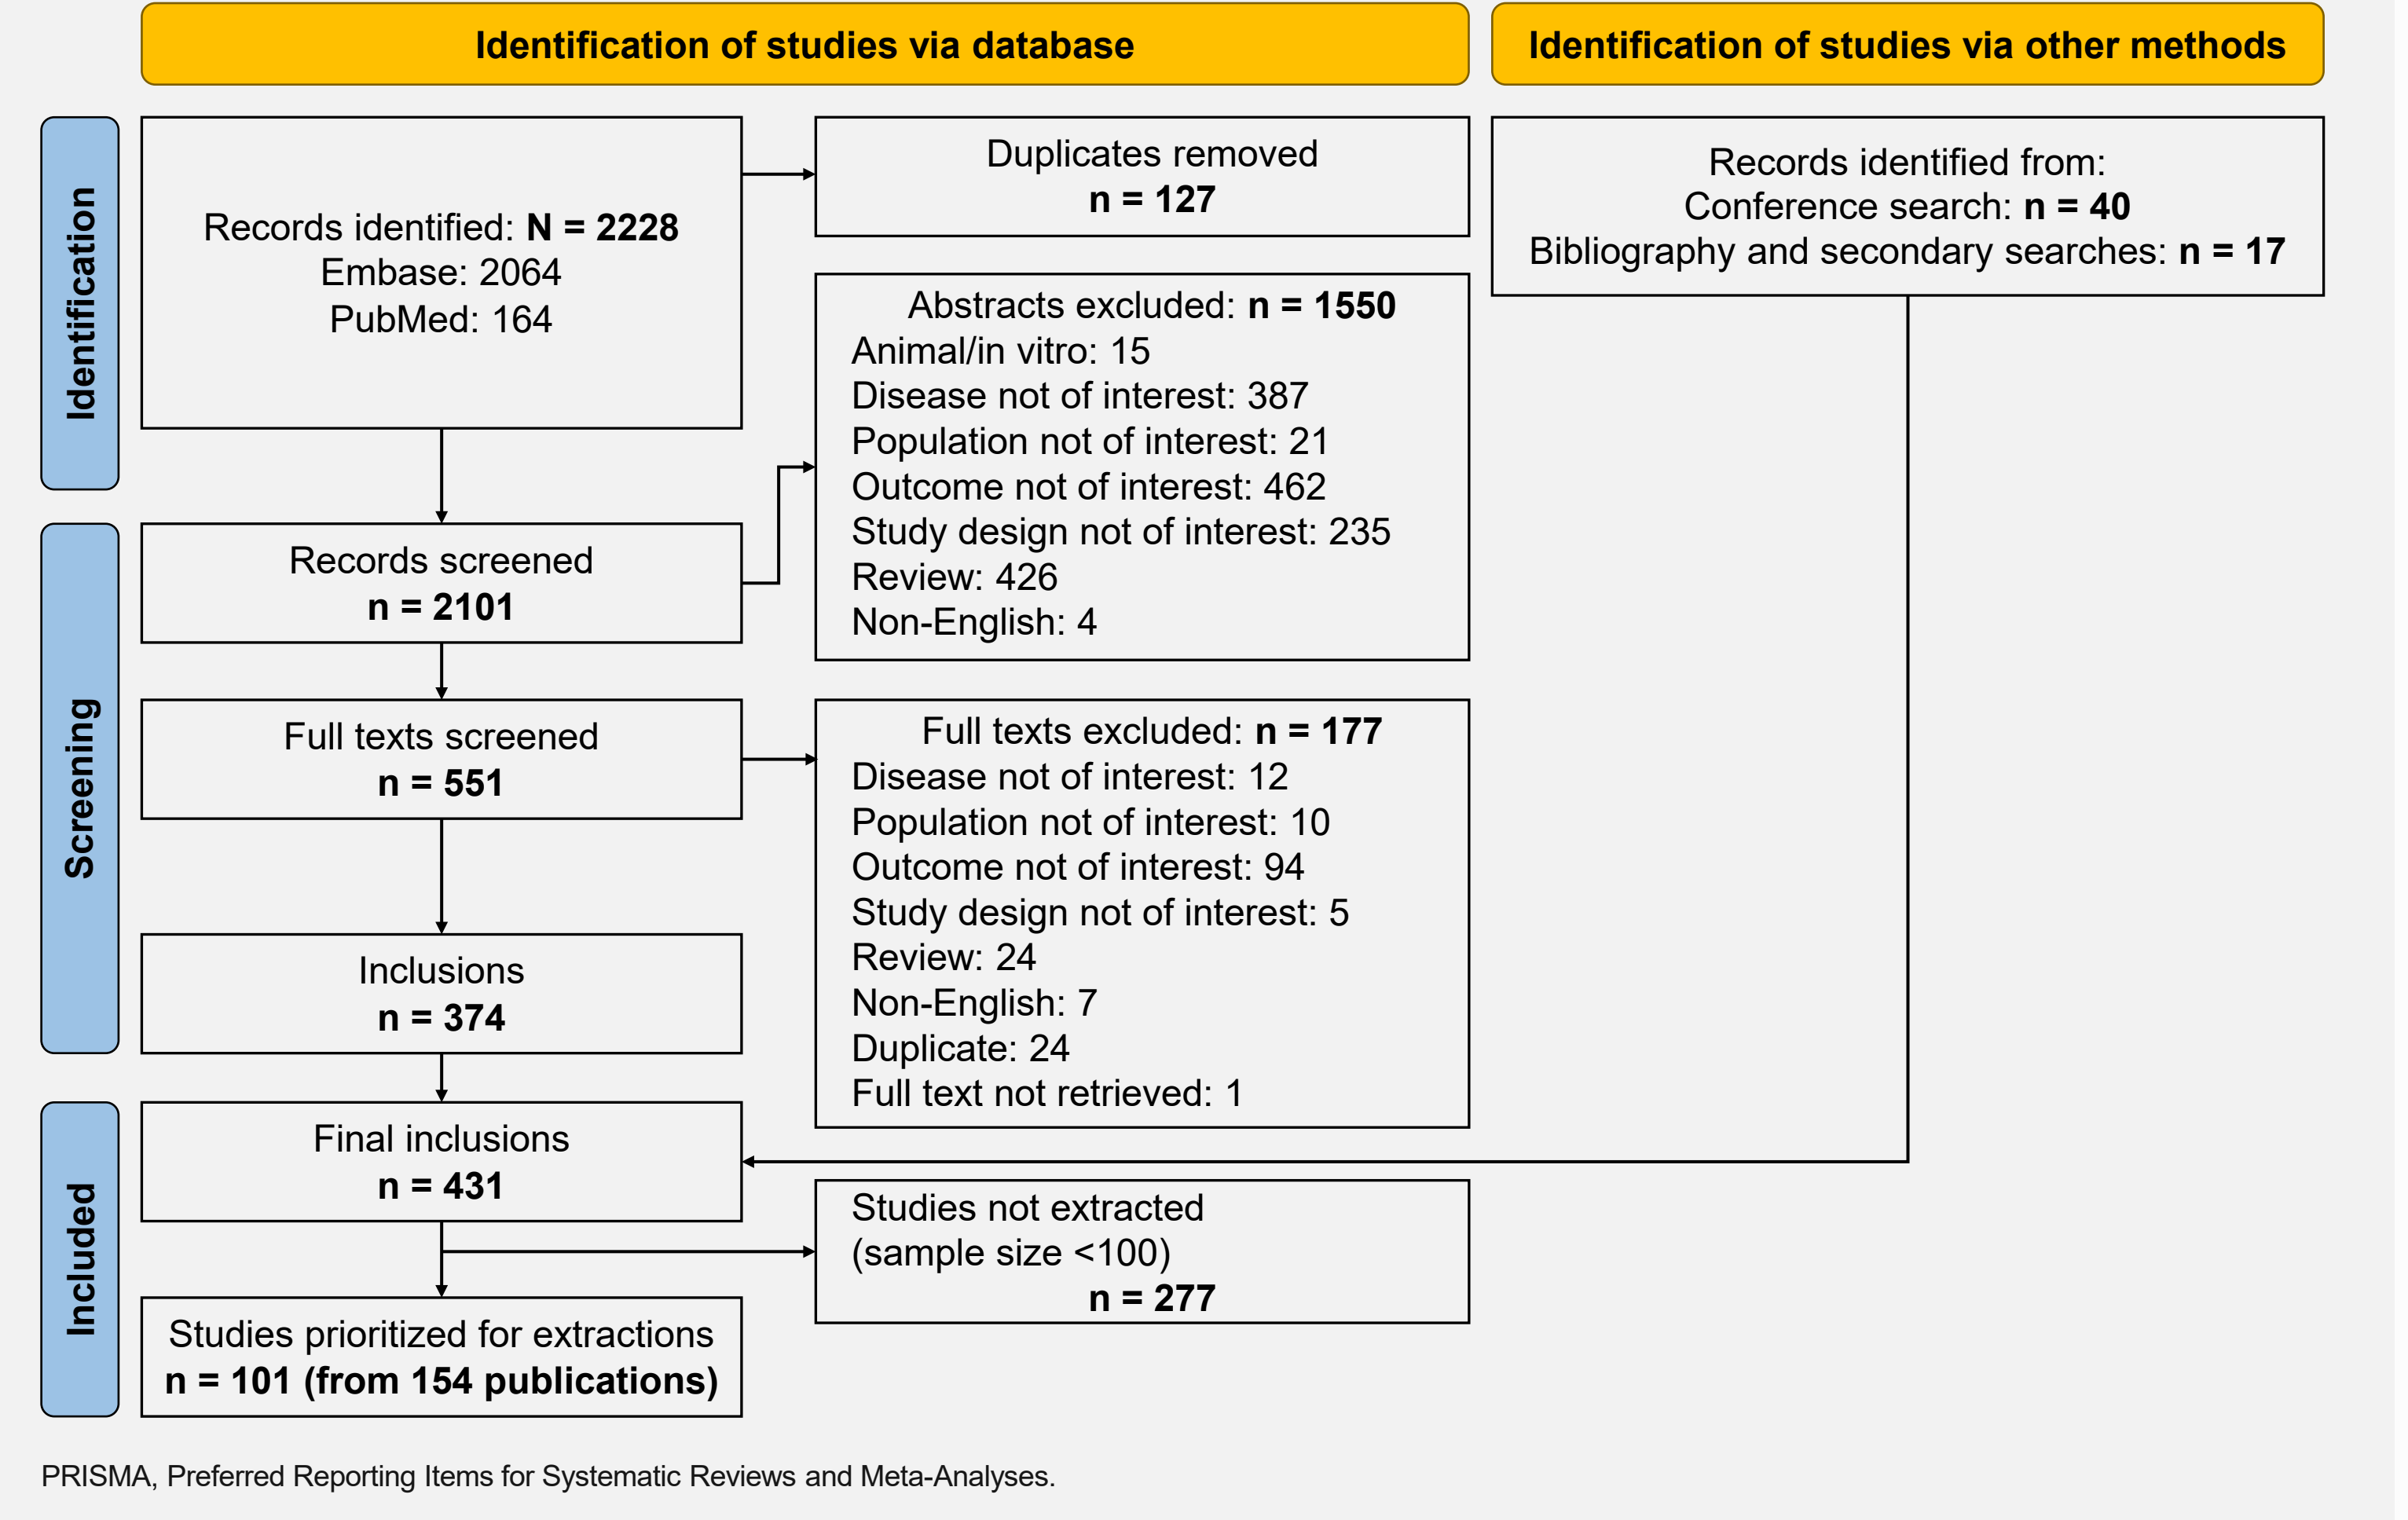 Identification of studies via database
Identification of studies via other methods
Identification
Records identified: N = 2228
Embase: 2064
PubMed: 164
Duplicates removed
n = 127
Records identified from:
Conference search: n = 40
Bibliography and secondary searches: n = 17
Abstracts excluded: n = 1550
Animal/in vitro: 15
Disease not of interest: 387
Population not of interest: 21
Outcome not of interest: 462
Study design not of interest: 235
Review: 426
Non-English: 4
Screening
Records screened
n = 2101
Full texts screened
n = 551
Full texts excluded: n = 177
Disease not of interest: 12
Population not of interest: 10
Outcome not of interest: 94
Study design not of interest: 5
Review: 24
Non-English: 7
Duplicate: 24
Full text not retrieved: 1
Inclusions
n = 374
Included
Final inclusions
n = 431
Studies not extracted
(sample size <100)
n = 277
Studies prioritized for extractions
n = 101 (from 154 publications)
PRISMA, Preferred Reporting Items for Systematic Reviews and Meta-Analyses.